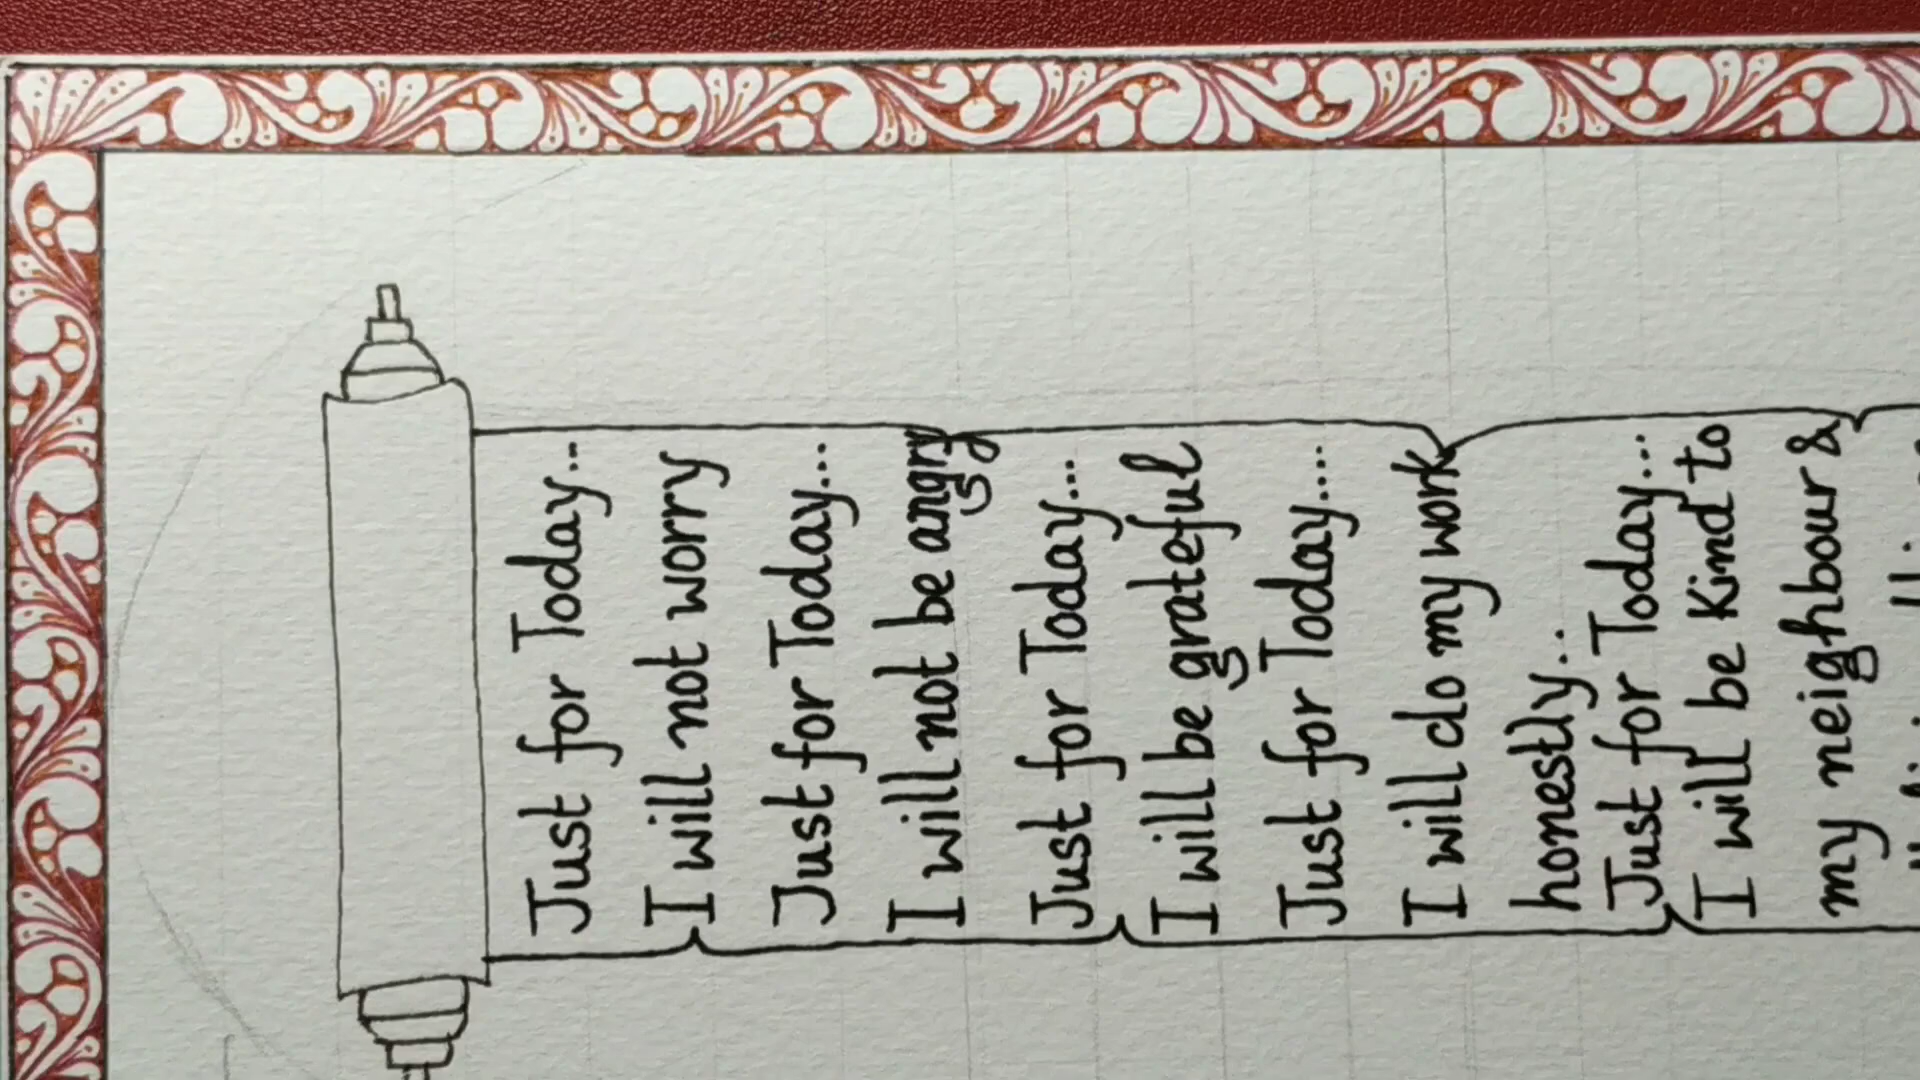 Just for Today...
I will not worry
Just for Today...
I will not be angry
Just for Today...
I will be grateful
Just for Today....
I will do my work
honestly...
Just for Today...
I will be Kind to
my neighbour &